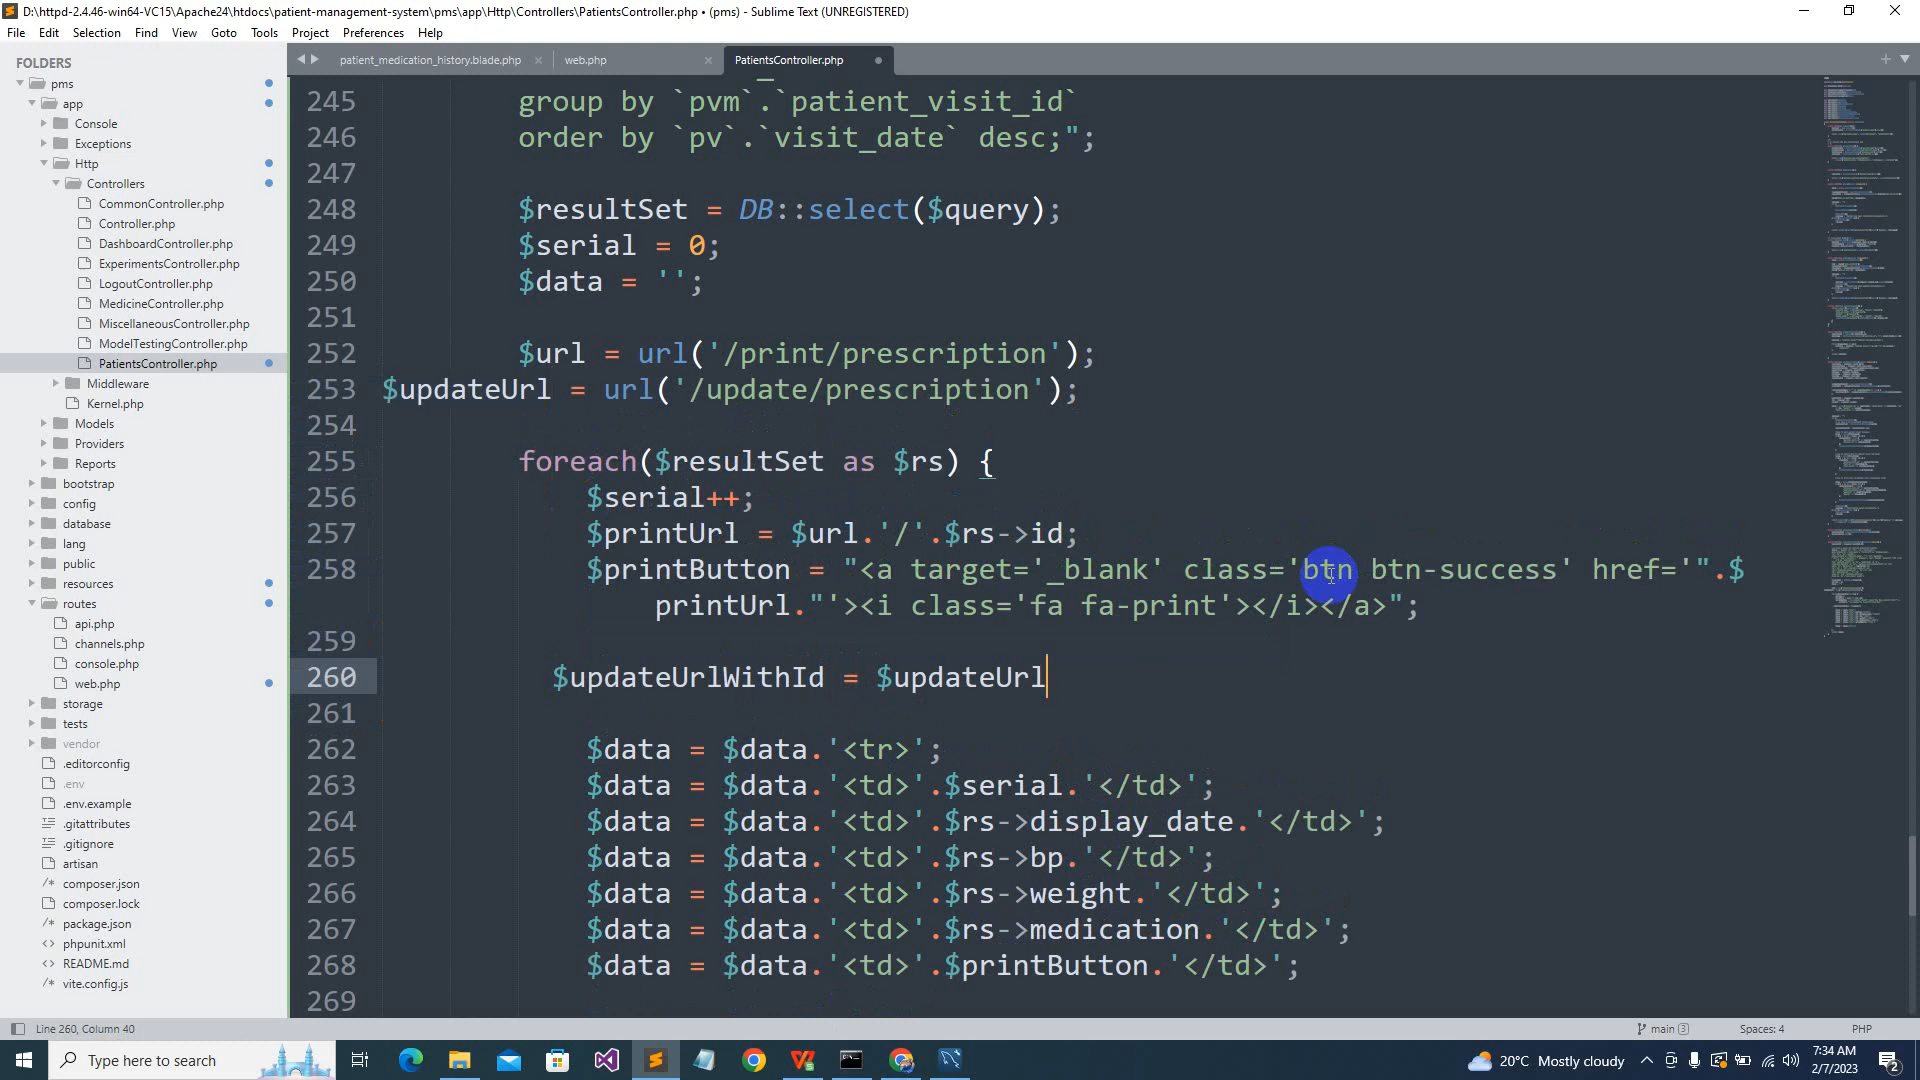 D:\httpd-2.4.46-win64-VC15\Apache24\htdocs\patient-management-system\pms\app\Http\Controllers\PatientsController.php • (pms) - Sublime Text (UNREGISTERED)
File Edit Selection Find View Goto Tools Project Preferences Help
FOLDERS
pms
app
Console
Exceptions
Http
Controllers
CommonController.php
Controller.php
DashboardController.php
ExperimentsController.php
LogoutController.php
MedicineController.php
MiscellaneousController.php
ModelTestingController.php
PatientsController.php
Middleware
Kernel.php
Models
Providers
Reports
bootstrap
config
database
lang
public
resources
routes
api.php
channels.php
console.php
web.php
storage
tests
vendor
.editorconfig
.env
.env.example
.gitattributes
.gitignore
artisan
composer.json
composer.lock
package.json
phpunit.xml
README.md
vite.config.js
patient_medication_history.blade.php
web.php
PatientsController.php
245 group by `pvm`.`patient_visit_id`
246 order by `pv`.`visit_date` desc;";
247
248 $resultSet = DB::select($query);
249 $serial = 0;
250 $data = '';
251
252 $url = url('/print/prescription');
253 $updateUrl = url('/update/prescription');
254
255 foreach($resultSet as $rs) {
256 $serial++;
257 $printUrl = $url.'/'.$rs->id;
258 $printButton = "<a target='_blank' class='btn btn-success' href='".$
printUrl."'><i class='fa fa-print'></i></a>";
259
260 $updateUrlWithId = $updateUrl
261
262 $data = $data.'<tr>';
263 $data = $data.'<td>'.$serial.'</td>';
264 $data = $data.'<td>'.$rs->display_date.'</td>';
265 $data = $data.'<td>'.$rs->bp.'</td>';
266 $data = $data.'<td>'.$rs->weight.'</td>';
267 $data = $data.'<td>'.$rs->medication.'</td>';
268 $data = $data.'<td>'.$printButton.'</td>';
269
Line 260, Column 40
main 3
Spaces: 4
PHP
Type here to search
20°C Mostly cloudy
7:34 AM
2/7/2023
2